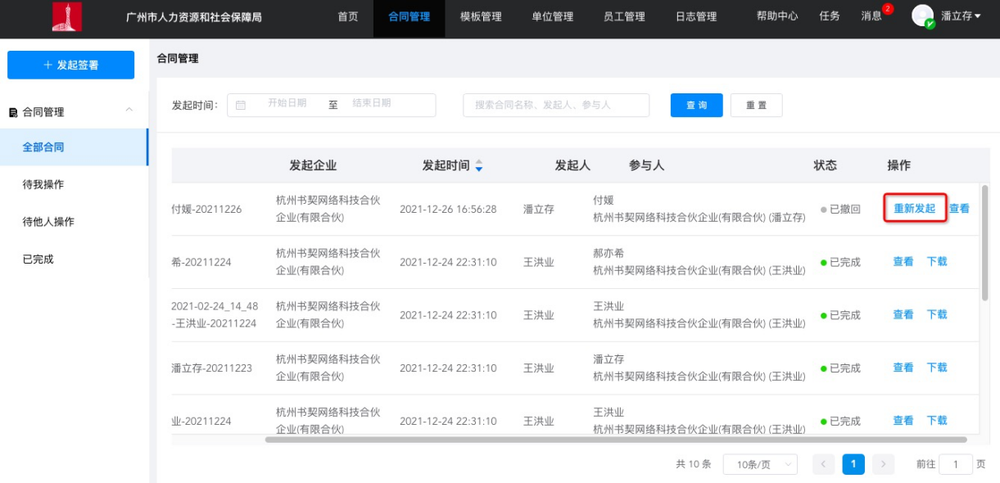 广州市人力资源和社会保障局 首页 合同管理 模板管理 单位管理 员工管理 日志管理 帮助中心 任务 消息 2 潘立存
+ 发起签署
合同管理
全部合同
待我操作
待他人操作
已完成
合同管理
发起时间: 开始日期 至 结束日期 搜索合同名称、发起人、参与人 查询 重置
发起企业 发起时间 发起人 参与人 状态 操作
付媛-20211226 杭州书契网络科技合伙企业(有限合伙) 2021-12-26 16:56:28 潘立存 付媛 杭州书契网络科技合伙企业(有限合伙) (潘立存) 已撤回 重新发起 查看
希-20211224 杭州书契网络科技合伙企业(有限合伙) 2021-12-24 22:31:10 王洪业 郝亦希 杭州书契网络科技合伙企业(有限合伙) (王洪业) 已完成 查看 下载
2021-02-24_14_48-王洪业-20211224 杭州书契网络科技合伙企业(有限合伙) 2021-12-24 22:31:10 王洪业 王洪业 杭州书契网络科技合伙企业(有限合伙) (王洪业) 已完成 查看 下载
潘立存-20211223 杭州书契网络科技合伙企业(有限合伙) 2021-12-24 22:31:10 王洪业 潘立存 杭州书契网络科技合伙企业(有限合伙) (王洪业) 已完成 查看 下载
业-20211224 杭州书契网络科技合伙企业(有限合伙) 2021-12-24 22:31:10 王洪业 王洪业 杭州书契网络科技合伙企业(有限合伙) (王洪业) 已完成 查看 下载
共 10 条 10条/页 1 前往 1 页